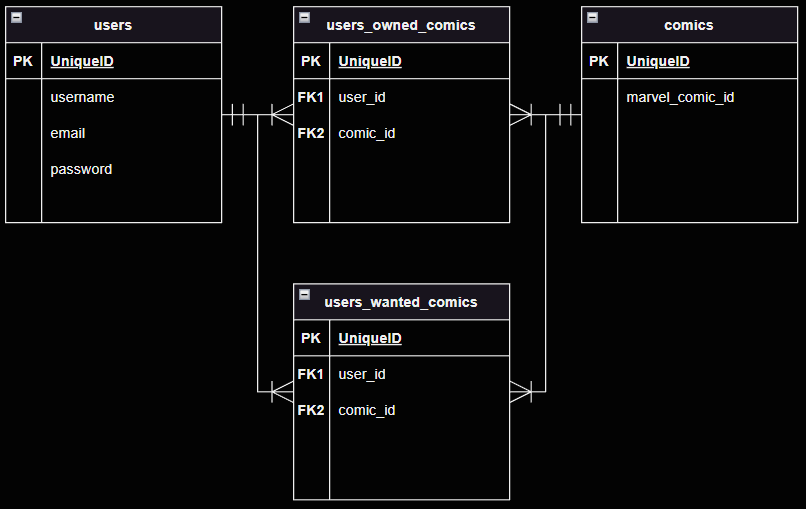 users
PK UniqueID
username
email
password
users_owned_comics
PK UniqueID
FK1 user_id
FK2 comic_id
comics
PK UniqueID
marvel_comic_id
users_wanted_comics
PK UniqueID
FK1 user_id
FK2 comic_id